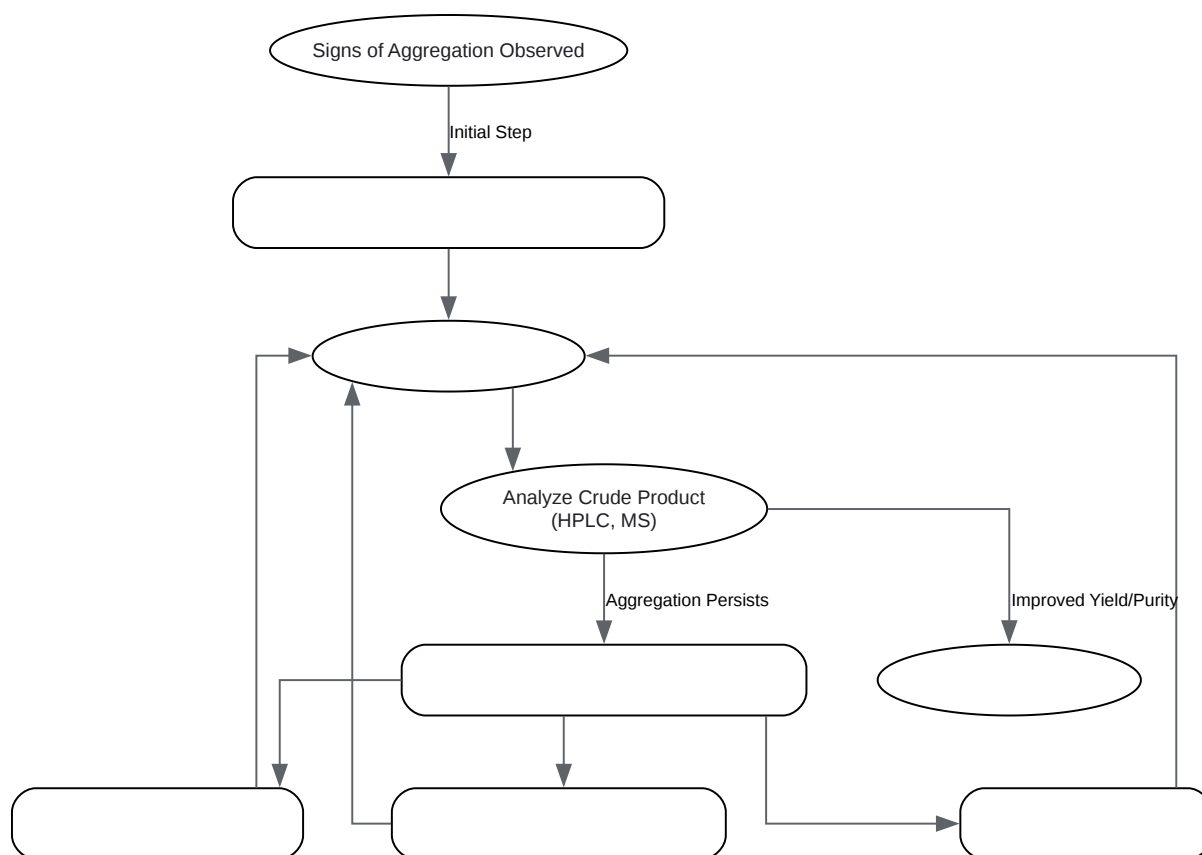 Signs of Aggregation Observed
Initial Step
Analyze Crude Product
(HPLC, MS)
Aggregation Persists
Improved Yield/Purity